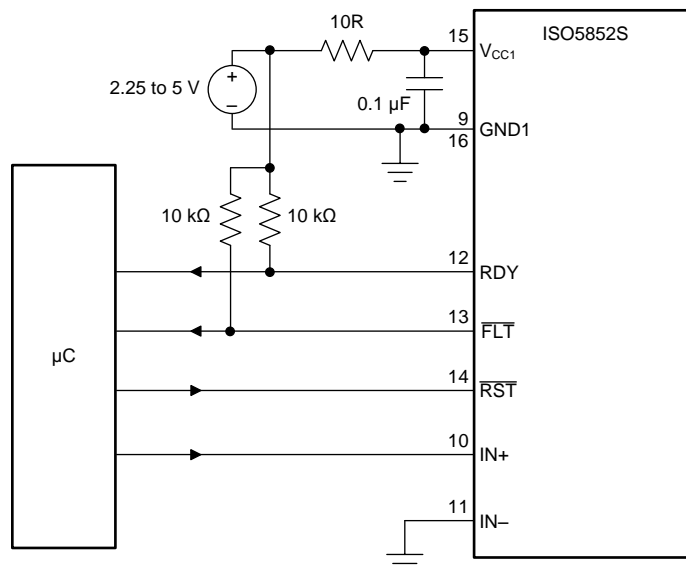 10R
15
ISO5852S
VCC1
2.25 to 5 V
+
–
0.1 µF
9
16
GND1
10 kΩ
10 kΩ
12
RDY
13
FLT
µC
14
RST
10
IN+
11
IN–